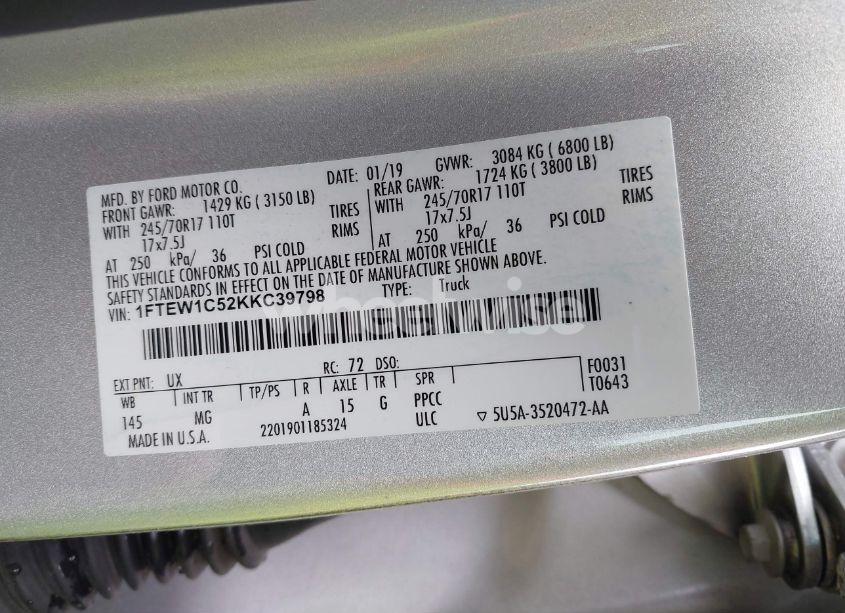 MFD. BY FORD MOTOR CO.
DATE: 01/19 GVWR: 3084 KG ( 6800 LB)
FRONT GAWR: 1429 KG ( 3150 LB)
WITH 245/70R17 110T TIRES
17x7.5J RIMS
AT 250 kPa/ 36 PSI COLD
REAR GAWR: 1724 KG ( 3800 LB)
WITH 245/70R17 110T TIRES
17x7.5J RIMS
AT 250 kPa/ 36 PSI COLD
THIS VEHICLE CONFORMS TO ALL APPLICABLE FEDERAL MOTOR VEHICLE
SAFETY STANDARDS IN EFFECT ON THE DATE OF MANUFACTURE SHOWN ABOVE.
VIN: 1FTEW1C52KKC39798 TYPE: Truck
wheelwise
EXT PNT: UX RC: 72 DSO: F0031
WB INT TR TP/PS R AXLE TR SPR T0643
145 MG A 15 G PPCC
MADE IN U.S.A. 2201901185324 ULC ▽ 5U5A-3520472-AA